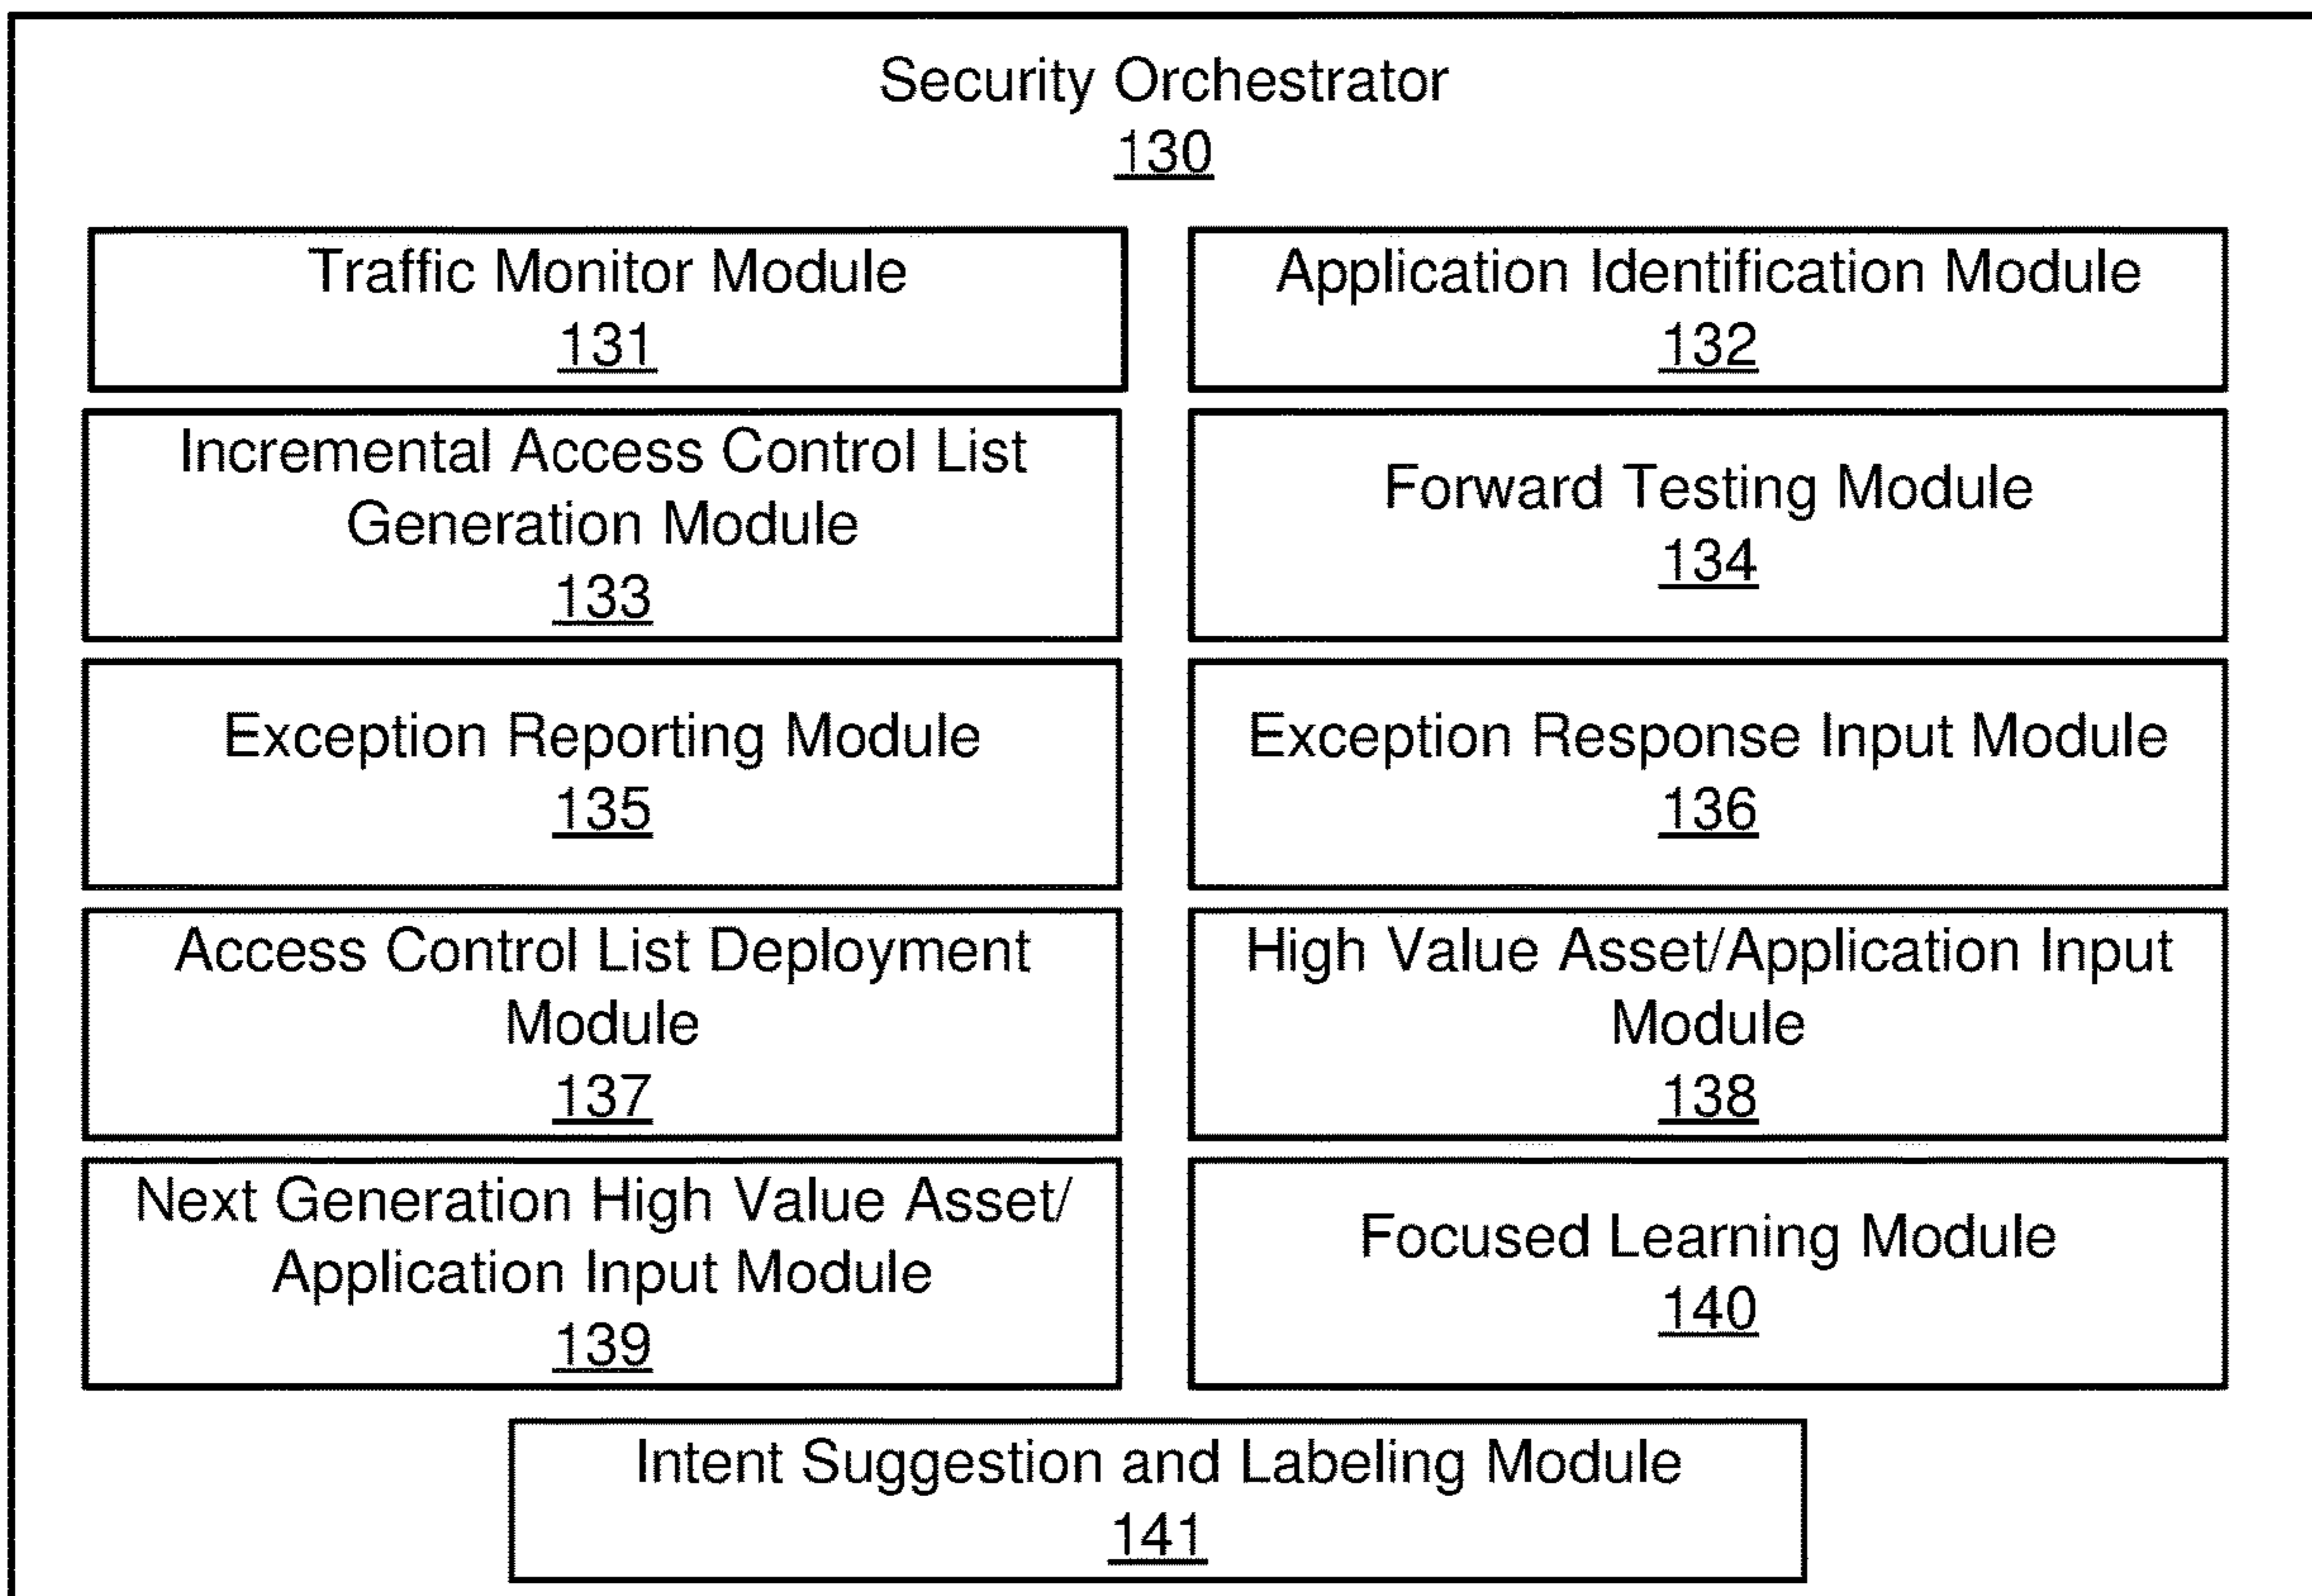 Security Orchestrator
130
Traffic Monitor Module
131
Application Identification Module
132
Incremental Access Control List
Generation Module
133
Forward Testing Module
134
Exception Reporting Module
135
Exception Response Input Module
136
Access Control List Deployment
Module
137
High Value Asset/Application Input
Module
138
Next Generation High Value Asset/
Application Input Module
139
Focused Learning Module
140
Intent Suggestion and Labeling Module
141